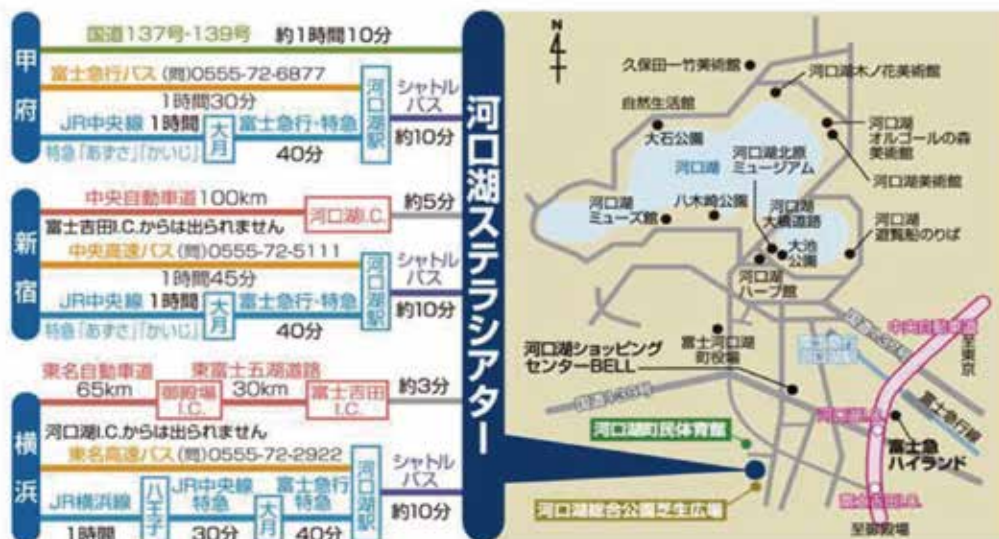 甲府
国道137号・139号 約1時間10分
富士急行バス(問)0555-72-6877
1時間30分
JR中央線 1時間
特急「あずさ」「かいじ」
大月
富士急行・特急
40分
河口湖駅
シャトルバス
約10分
新宿
中央自動車道100km
河口湖I.C.
約5分
富士吉田I.C.からは出られません
中央高速バス(問)0555-72-5111
1時間45分
JR中央線 1時間
特急「あずさ」「かいじ」
大月
富士急行・特急
40分
河口湖駅
シャトルバス
約10分
横浜
東名自動車道
65km
御殿場I.C.
東富士五湖道路
30km
富士吉田I.C.
約3分
河口湖I.C.からは出られません
東名高速バス(問)0555-72-2922
JR横浜線
1時間
八王子
JR中央線特急
30分
大月
富士急行特急
40分
河口湖駅
シャトルバス
約10分
河口湖ステラシアター
N
久保田一竹美術館
河口湖木ノ花美術館
自然生活館
大石公園
河口湖
オルゴールの森
美術館
河口湖
河口湖北原
ミュージアム
河口湖美術館
河口湖
ミューズ館
八木崎公園
河口湖
大橋道路
河口湖
遊覧船のりば
大池
公園
河口湖
ハーブ館
中央自動車道
至東京
富士河口湖
町役場
河口湖ショッピング
センターBELL
富士急行線
河口湖町民体育館
富士急
ハイランド
河口湖総合公園芝生広場
富士吉田I.C.
至御殿場